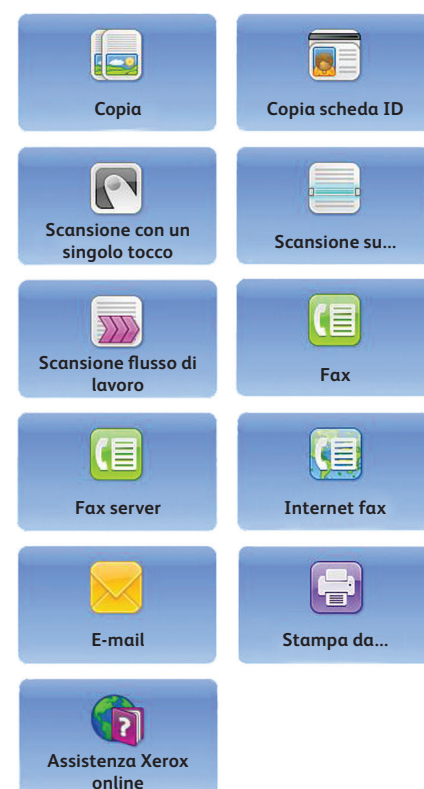 Copia
Copia scheda ID
Scansione con un
singolo tocco
Scansione su...
Scansione flusso di
lavoro
Fax
Fax server
Internet fax
E-mail
Stampa da...
Assistenza Xerox
online